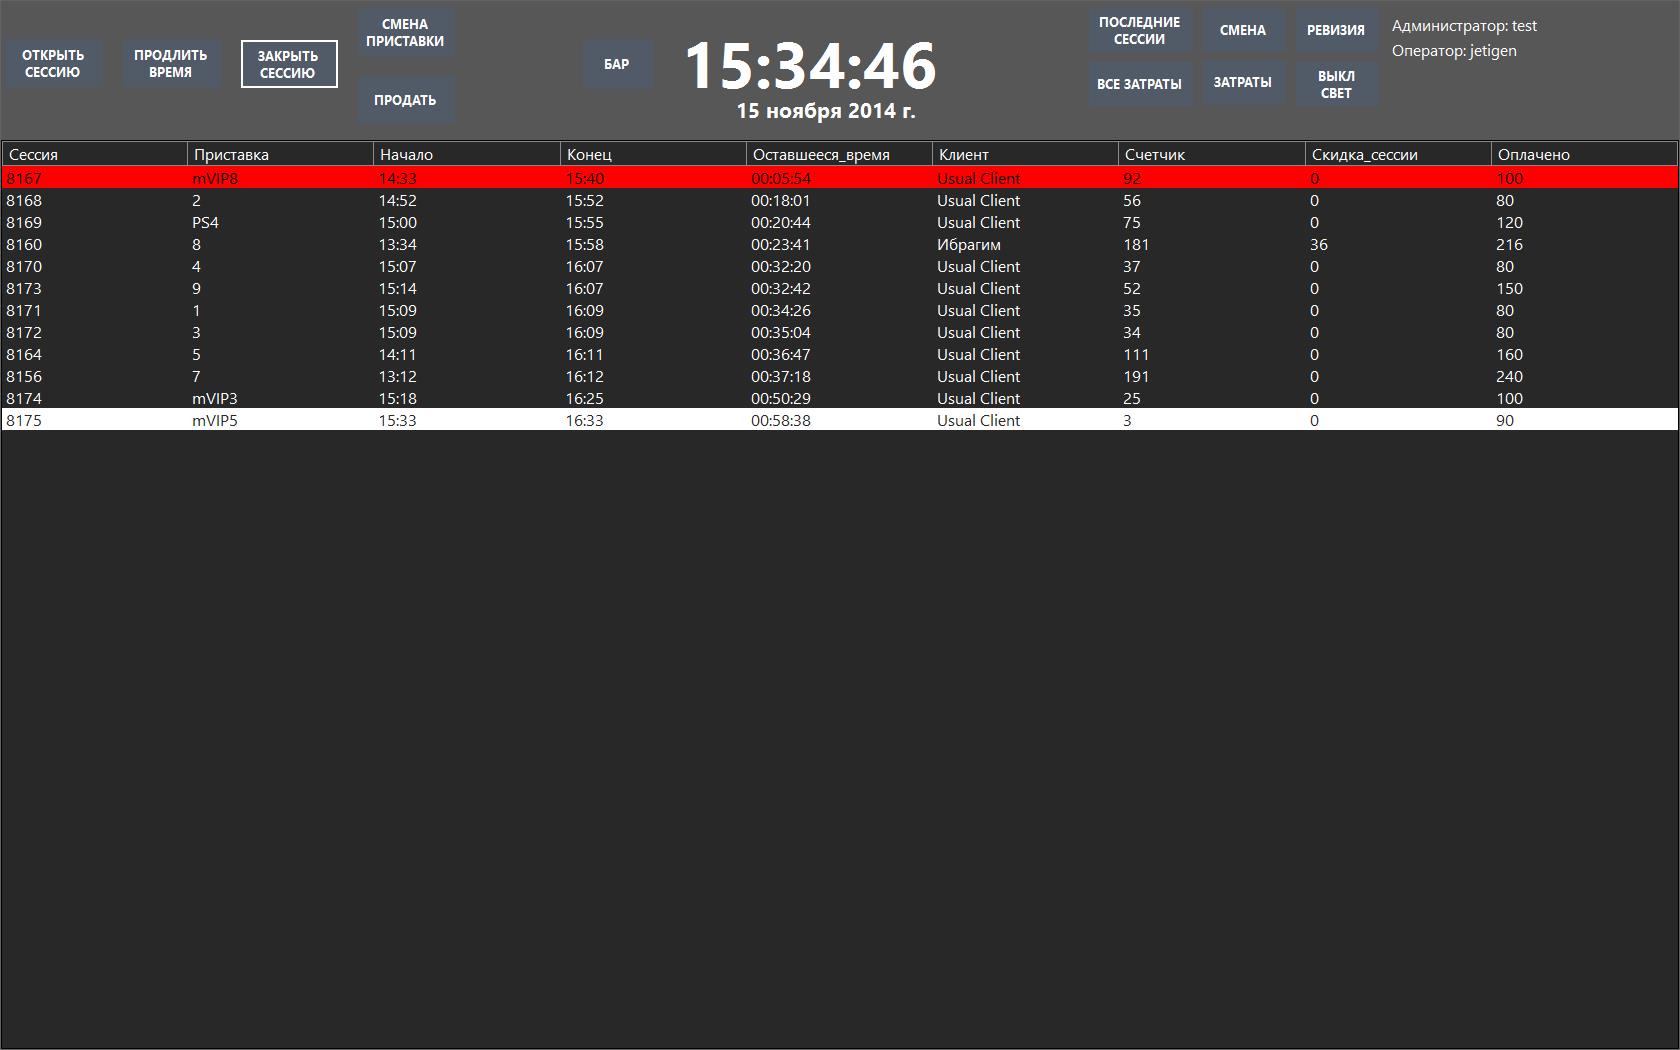 ОТКРЫТЬ СЕССИЮ
ПРОДЛИТЬ ВРЕМЯ
ЗАКРЫТЬ СЕССИЮ
СМЕНА ПРИСТАВКИ
ПРОДАТЬ
БАР
15:34:46
15 ноября 2014 г.
ПОСЛЕДНИЕ СЕССИИ
СМЕНА
РЕВИЗИЯ
ВСЕ ЗАТРАТЫ
ЗАТРАТЫ
ВЫКЛ СВЕТ
Администратор: test
Оператор: jetigen
Сессия Приставка Начало Конец Оставшееся_время Клиент Счетчик Скидка_сессии Оплачено
8167 mVIP8 14:33 15:40 00:05:54 Usual Client 92 0 100
8168 2 14:52 15:52 00:18:01 Usual Client 56 0 80
8169 PS4 15:00 15:55 00:20:44 Usual Client 75 0 120
8160 8 13:34 15:58 00:23:41 Ибрагим 181 36 216
8170 4 15:07 16:07 00:32:20 Usual Client 37 0 80
8173 9 15:14 16:07 00:32:42 Usual Client 52 0 150
8171 1 15:09 16:09 00:34:26 Usual Client 35 0 80
8172 3 15:09 16:09 00:35:04 Usual Client 34 0 80
8164 5 14:11 16:11 00:36:47 Usual Client 111 0 160
8156 7 13:12 16:12 00:37:18 Usual Client 191 0 240
8174 mVIP3 15:18 16:25 00:50:29 Usual Client 25 0 100
8175 mVIP5 15:33 16:33 00:58:38 Usual Client 3 0 90